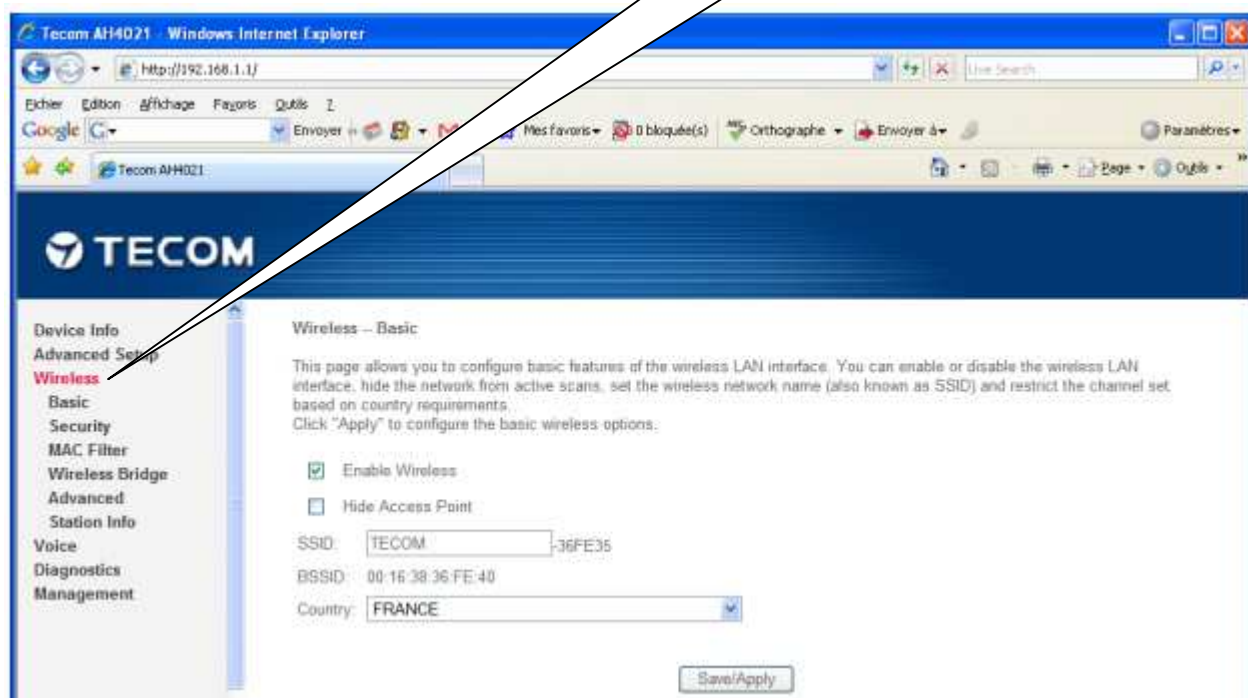 Tecom AH4021 - Windows Internet Explorer
http://192.168.1.1/
Live Search
Fichier Edition Affichage Favoris Outils ?
Google G Envoyer Mes favoris 0 bloquée(s) Orthographe Envoyer à Paramètres
Tecom AH4021 Page Outils »
TECOM
Device Info
Advanced Setup
Wireless
Basic
Security
MAC Filter
Wireless Bridge
Advanced
Station Info
Voice
Diagnostics
Management
Wireless -- Basic
This page allows you to configure basic features of the wireless LAN interface. You can enable or disable the wireless LAN
interface, hide the network from active scans, set the wireless network name (also known as SSID) and restrict the channel set
based on country requirements.
Click "Apply" to configure the basic wireless options.
Enable Wireless
Hide Access Point
SSID: TECOM -36FE35
BSSID: 00:16:38:36:FE:40
Country: FRANCE
Save/Apply